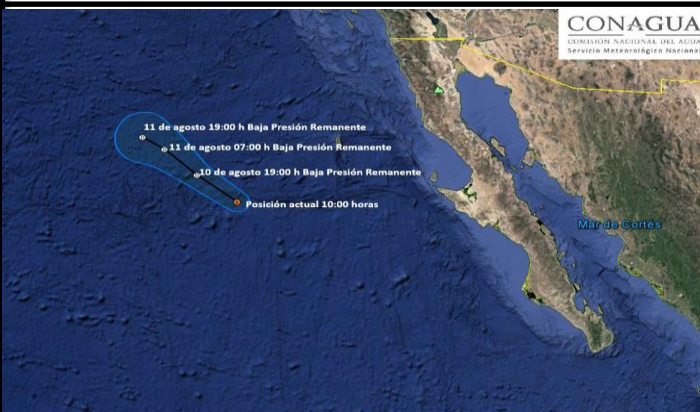 CONAGUA
COMISIÓN NACIONAL DEL AGUA
Servicio Meteorológico Nacional
11 de agosto 19:00 h Baja Presión Remanente
11 de agosto 07:00 h Baja Presión Remanente
10 de agosto 19:00 h Baja Presión Remanente
Posición actual 10:00 horas
Mar de Cortés